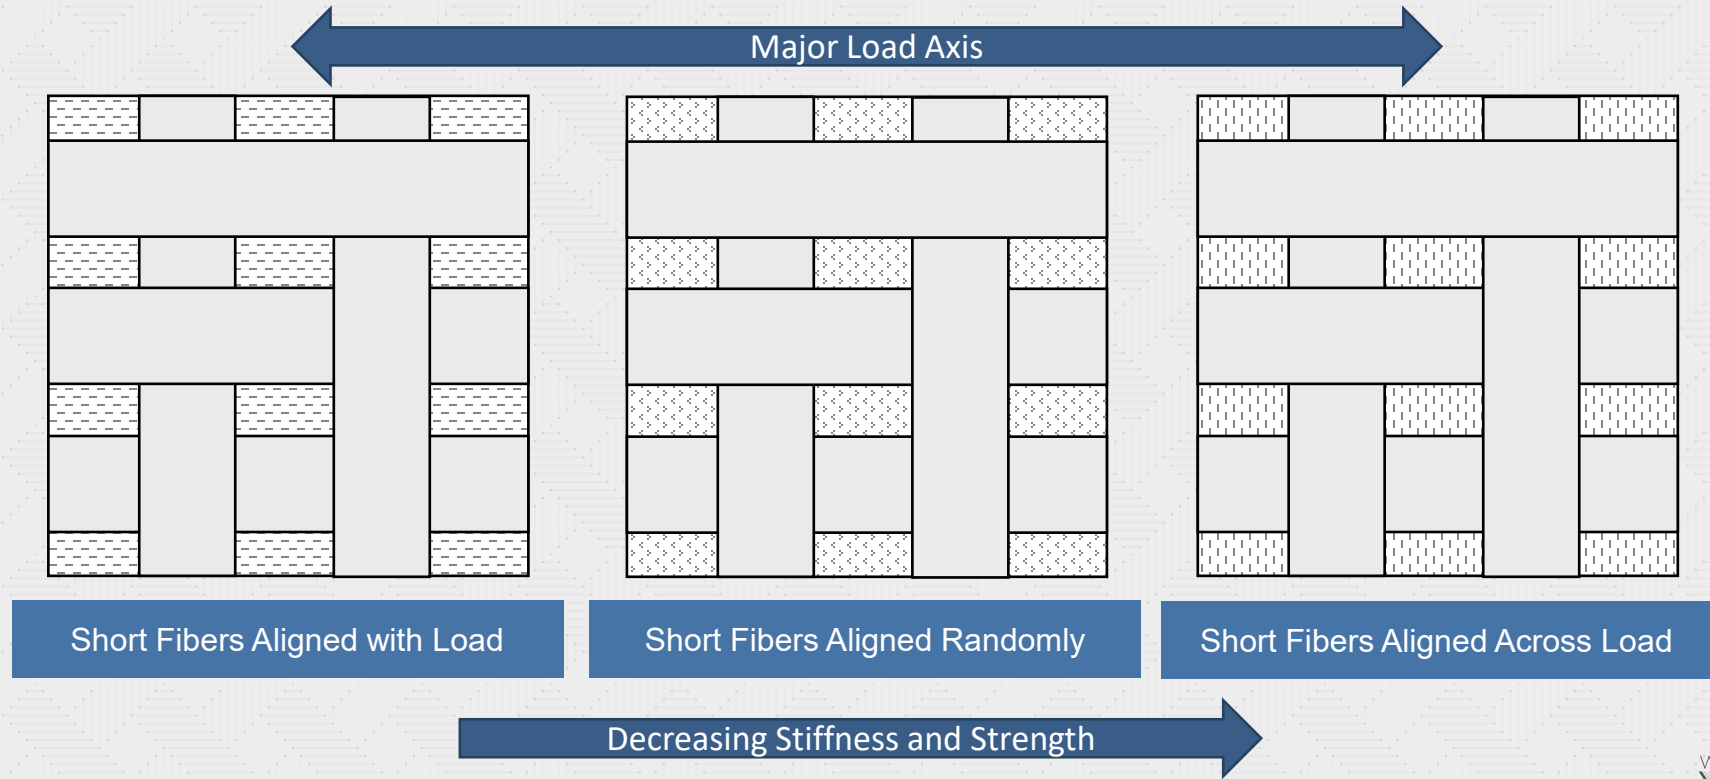 Major Load Axis
Short Fibers Aligned with Load
Short Fibers Aligned Randomly
Short Fibers Aligned Across Load
Decreasing Stiffness and Strength